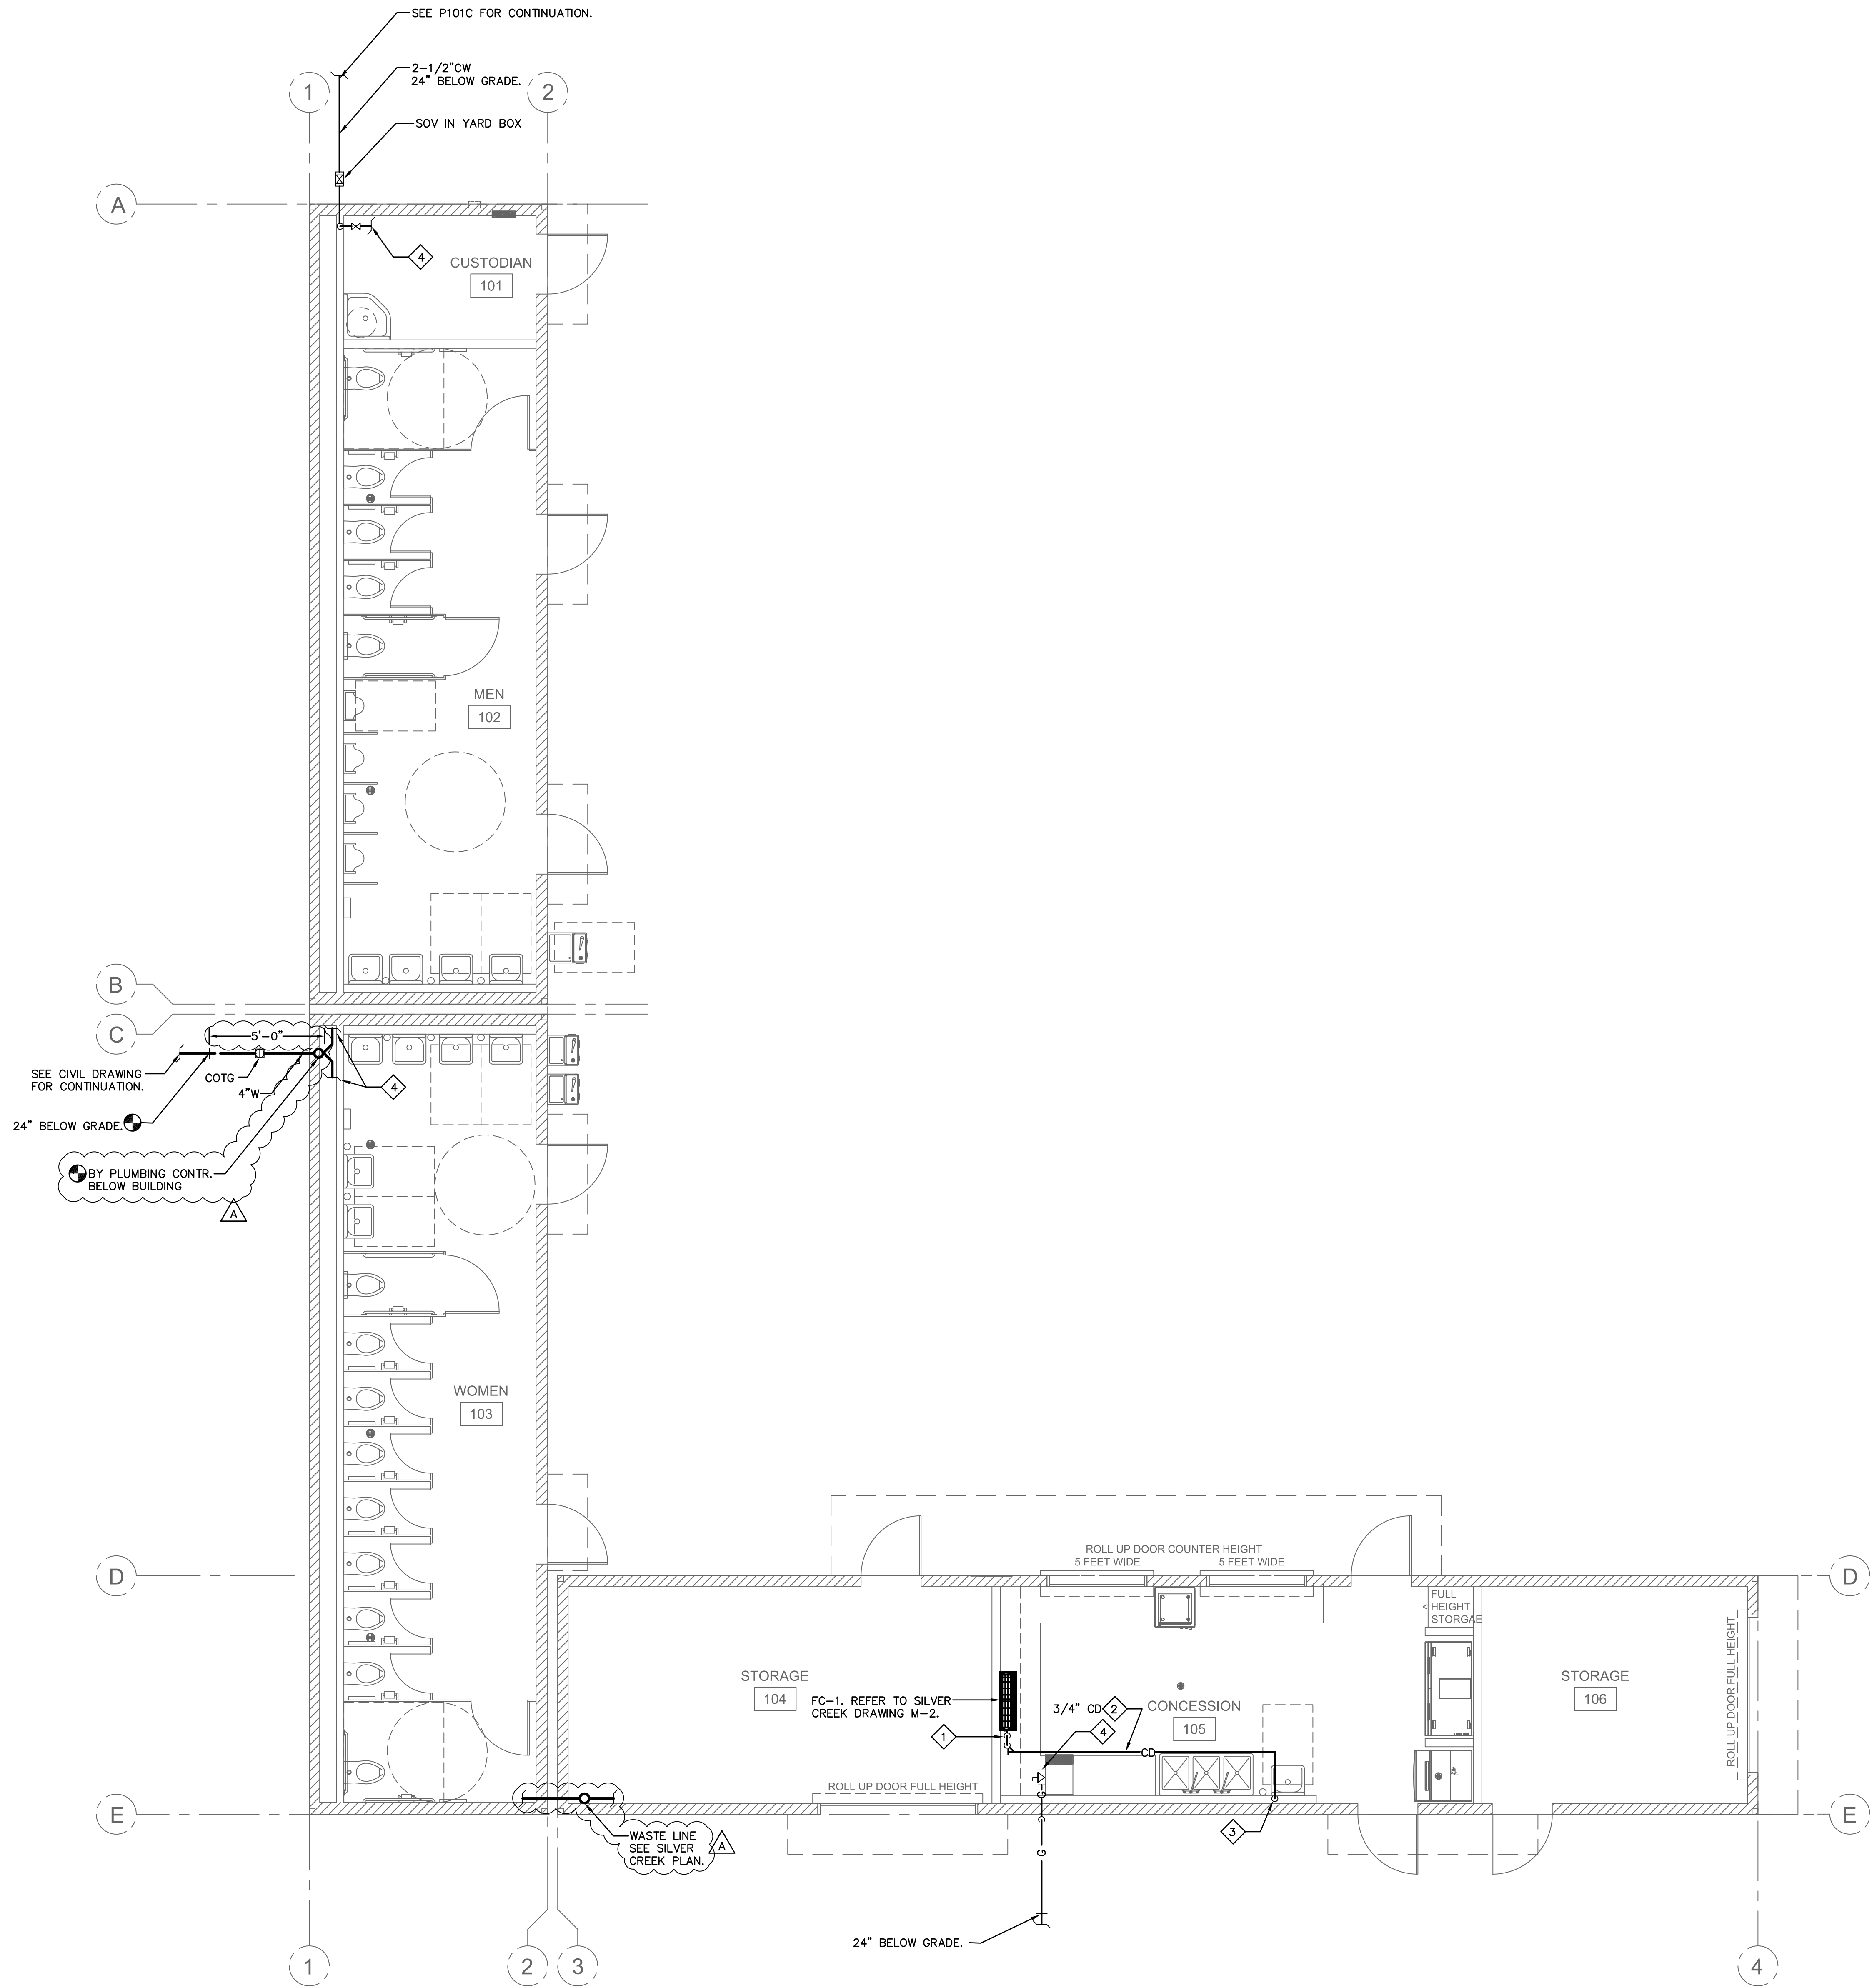 SEE P101C FOR CONTINUATION.
2-1/2"CW
24" BELOW GRADE.
1
2
SOV IN YARD BOX
A
4
CUSTODIAN
101
MEN
102
B
C
5'-0"
SEE CIVIL DRAWING
FOR CONTINUATION.
COTG
4"W
4
24" BELOW GRADE.
BY PLUMBING CONTR.
BELOW BUILDING
A
WOMEN
103
D
D
ROLL UP DOOR COUNTER HEIGHT
5 FEET WIDE
5 FEET WIDE
FULL
< HEIGHT
STORGAE
ROLL UP DOOR FULL HEIGHT
STORAGE
104
FC-1. REFER TO SILVER
CREEK DRAWING M-2.
3/4" CD
2
CONCESSION
105
STORAGE
106
1
4
CD
G
ROLL UP DOOR FULL HEIGHT
E
E
3
WASTE LINE
SEE SILVER
CREEK PLAN.
A
G
24" BELOW GRADE.
1
2
3
4